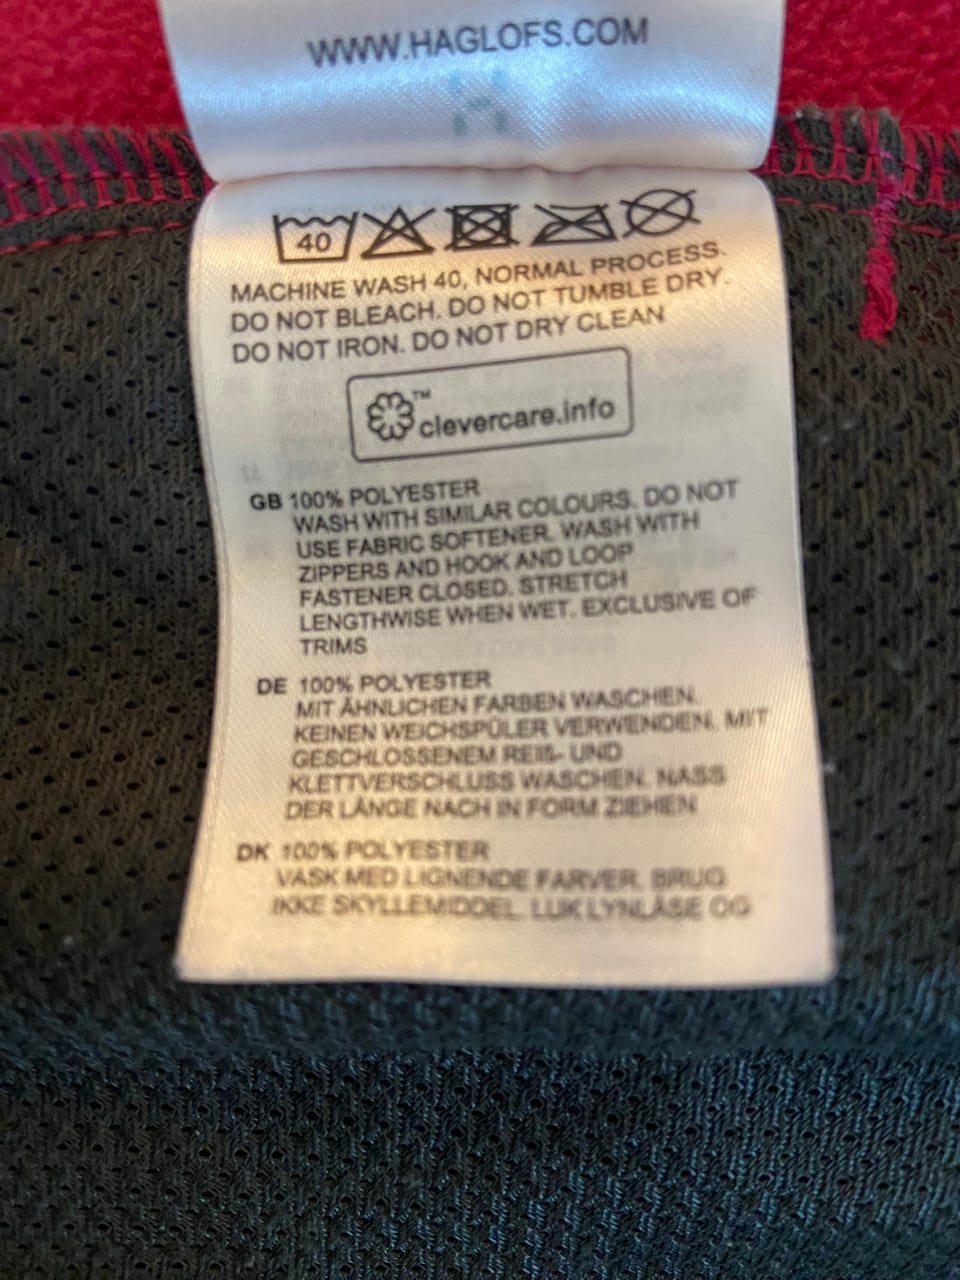 WWW.HAGLOFS.COM
40
MACHINE WASH 40, NORMAL PROCESS.
DO NOT BLEACH. DO NOT TUMBLE DRY.
DO NOT IRON. DO NOT DRY CLEAN
™
clevercare.info
GB 100% POLYESTER
WASH WITH SIMILAR COLOURS. DO NOT
USE FABRIC SOFTENER. WASH WITH
ZIPPERS AND HOOK AND LOOP
FASTENER CLOSED. STRETCH
LENGTHWISE WHEN WET. EXCLUSIVE OF
TRIMS
DE 100% POLYESTER
MIT ÄHNLICHEN FARBEN WASCHEN.
KEINEN WEICHSPÜLER VERWENDEN. MIT
GESCHLOSSENEM REIß- UND
KLETTVERSCHLUSS WASCHEN. NASS
DER LÄNGE NACH IN FORM ZIEHEN
DK 100% POLYESTER
VASK MED LIGNENDE FARVER. BRUG
IKKE SKYLLEMIDDEL. LUK LYNLÅSE OG